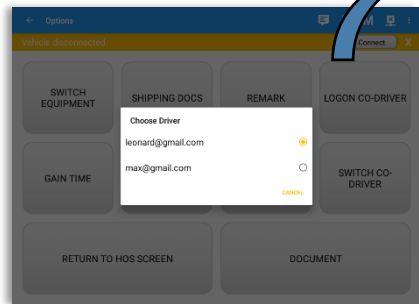 ← Options M
Vehicle disconnected Connect X
SWITCH EQUIPMENT
SHIPPING DOCS
REMARK
LOGON CO-DRIVER
Choose Driver
leonard@gmail.com
max@gmail.com
CANCEL
GAIN TIME
SWITCH CO-
DRIVER
RETURN TO HOS SCREEN
DOCUMENT